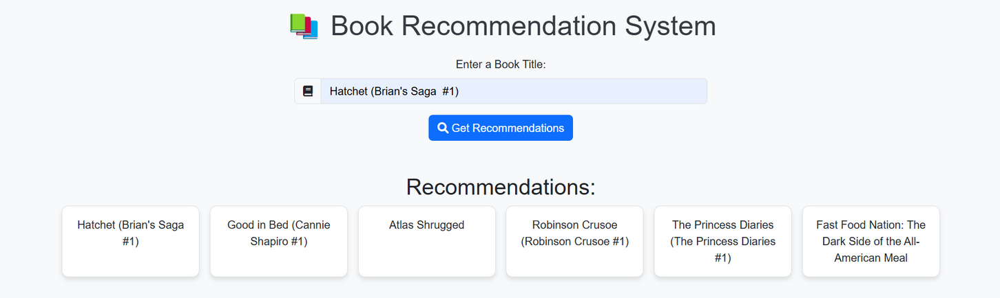 Book Recommendation System
Enter a Book Title:
Hatchet (Brian's Saga  #1)
Get Recommendations
Recommendations:
Hatchet (Brian's Saga
#1)
Good in Bed (Cannie
Shapiro #1)
Atlas Shrugged
Robinson Crusoe
(Robinson Crusoe #1)
The Princess Diaries
(The Princess Diaries
#1)
Fast Food Nation: The
Dark Side of the All-
American Meal